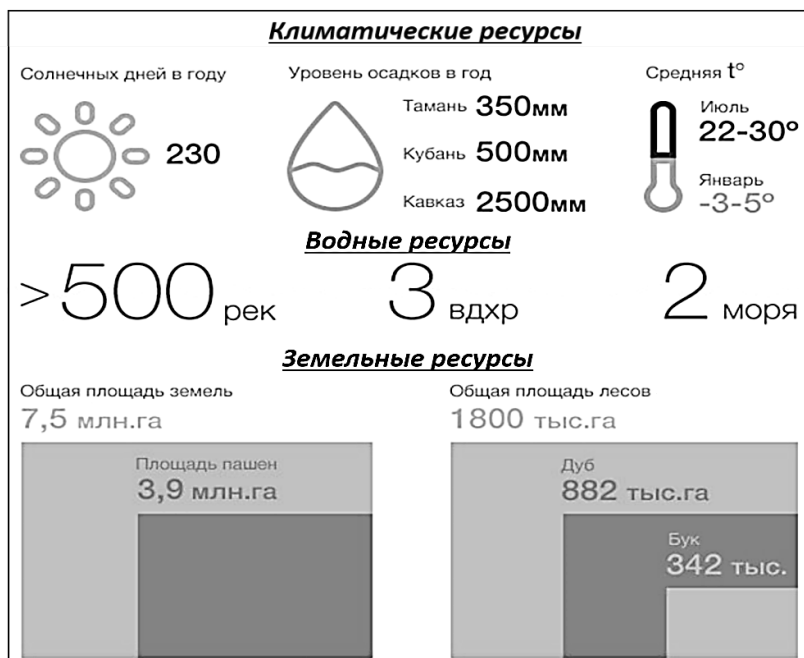 Климатические ресурсы
Солнечных дней в году
230
Уровень осадков в год
Тамань 350мм
Кубань 500мм
Кавказ 2500мм
Средняя t°
Июль
22-30°
Январь
-3-5°
Водные ресурсы
>500 рек
3 вдхр
2 моря
Земельные ресурсы
Общая площадь земель
7,5 млн.га
Площадь пашен
3,9 млн.га
Общая площадь лесов
1800 тыс.га
Дуб
882 тыс.га
Бук
342 тыс.